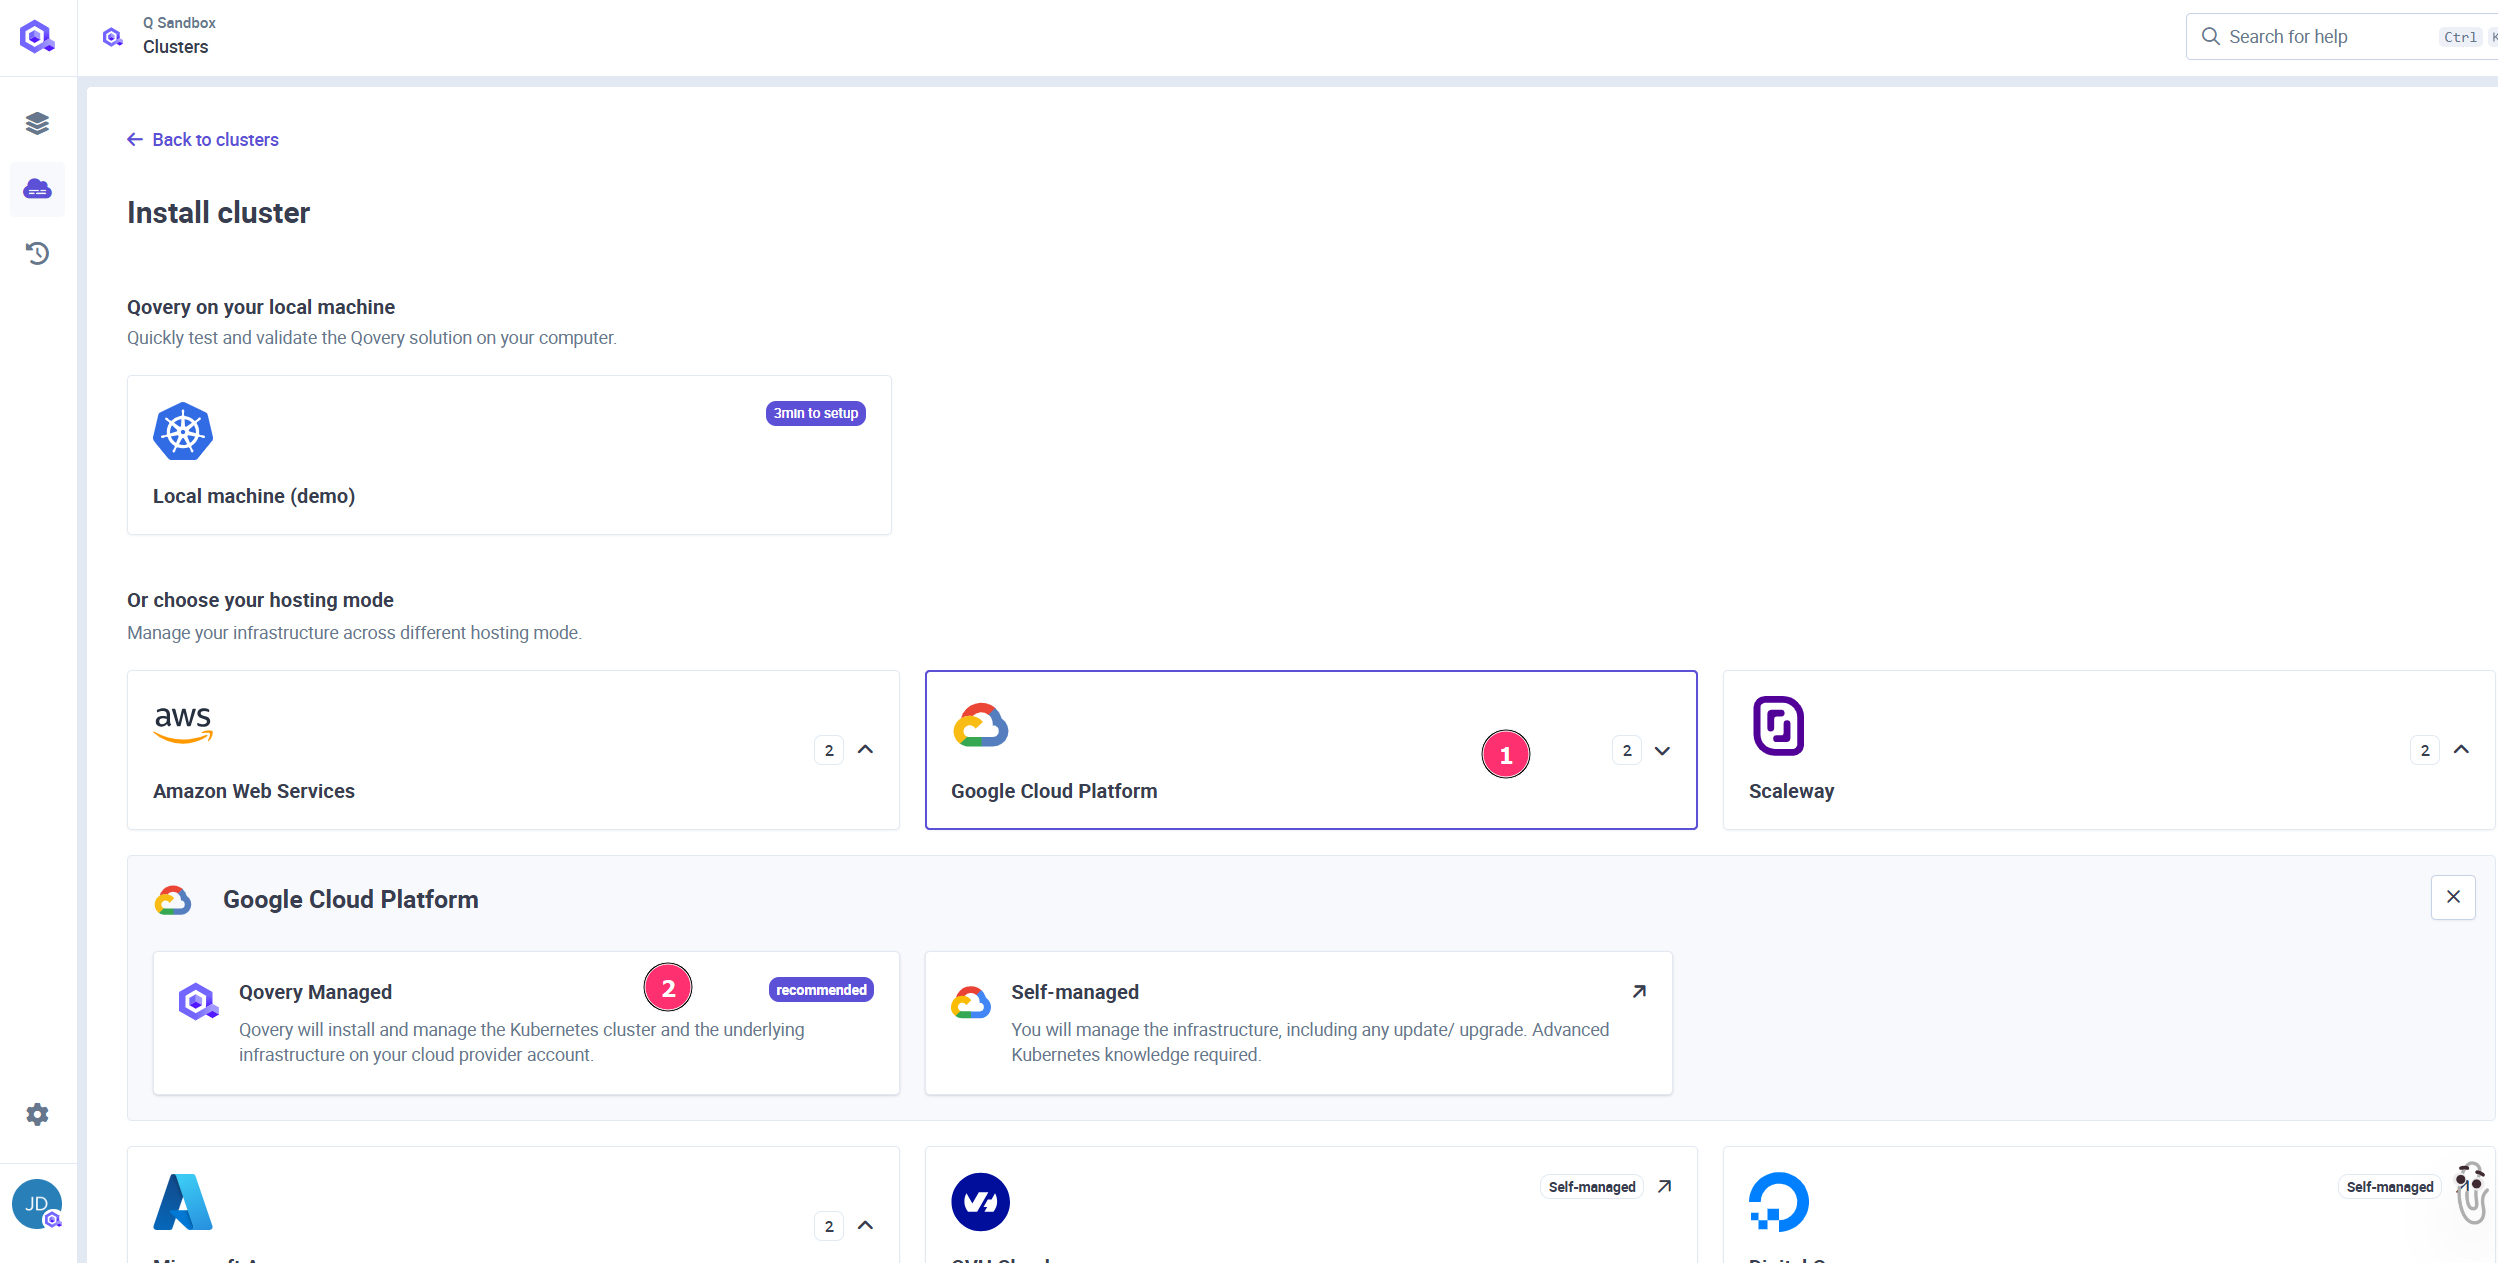 Q Sandbox
Clusters
Search for help
Ctrl
K
Back to clusters
Install cluster
Qovery on your local machine
Quickly test and validate the Qovery solution on your computer.
3min to setup
Local machine (demo)
Or choose your hosting mode
Manage your infrastructure across different hosting mode.
aws
2
Amazon Web Services
1
2
Google Cloud Platform
2
Scaleway
Google Cloud Platform
Qovery Managed
2
recommended
Qovery will install and manage the Kubernetes cluster and the underlying
infrastructure on your cloud provider account.
Self-managed
You will manage the infrastructure, including any update/ upgrade. Advanced
Kubernetes knowledge required.
2
Self-managed
Self-managed
JD